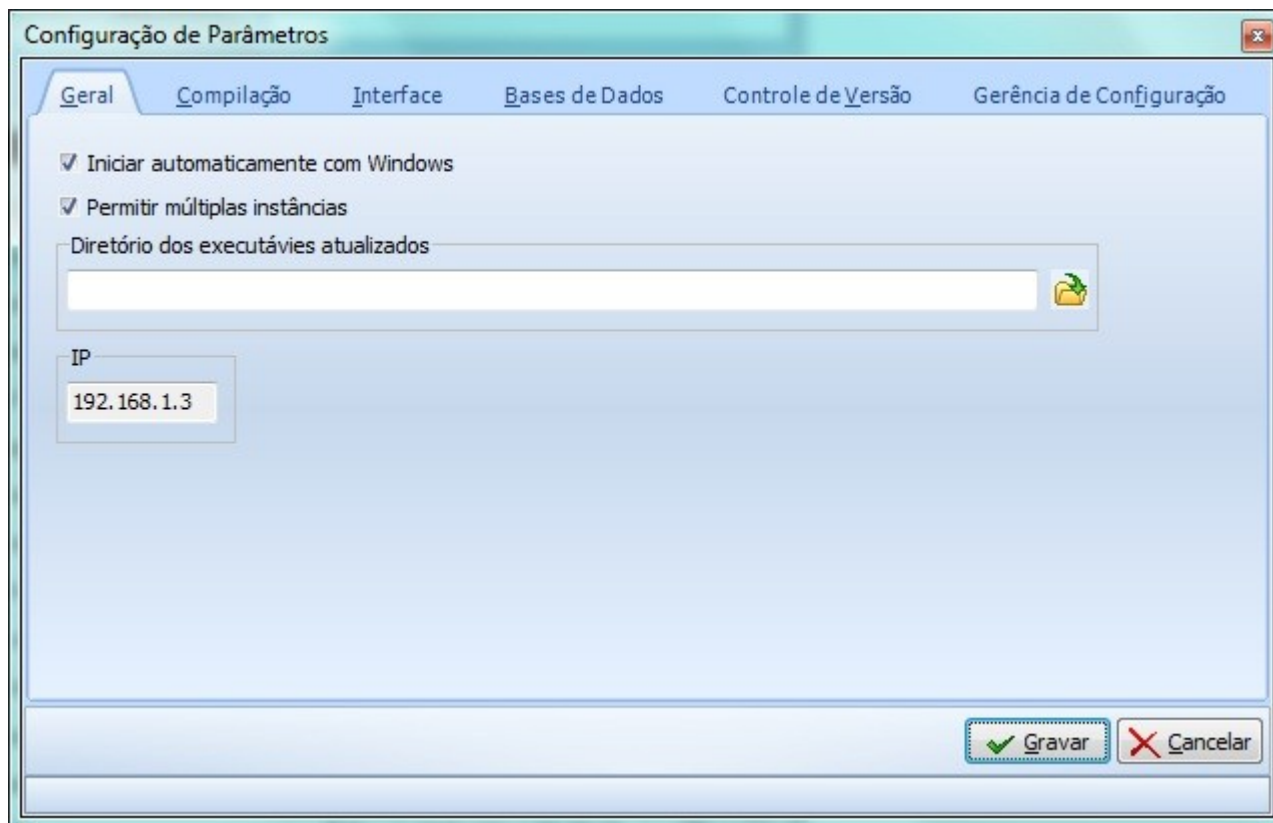 Configuração de Parâmetros
Geral Compilação Interface Bases de Dados Controle de Versão Gerência de Configuração
Iniciar automaticamente com Windows
Permitir múltiplas instâncias
Diretório dos executávies atualizados
IP
192.168.1.3
Gravar Cancelar